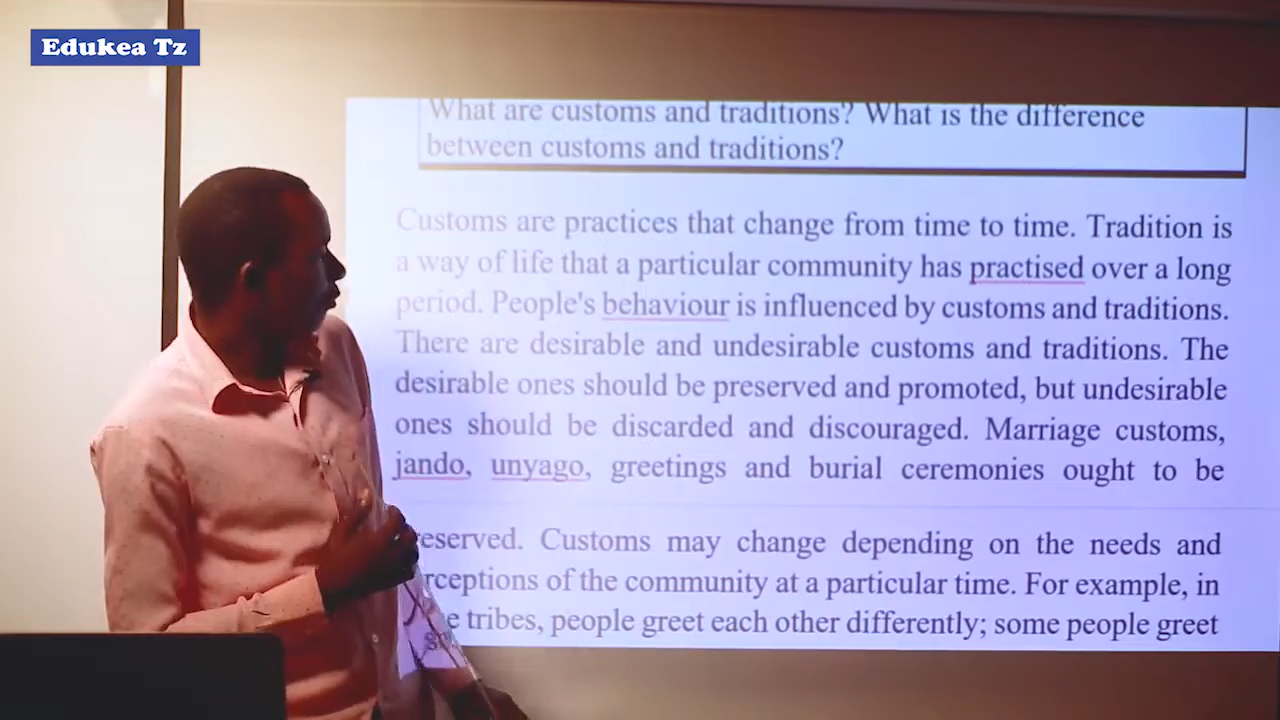 Edukea Tz
What are customs and traditions? What is the difference
between customs and traditions?
Customs are practices that change from time to time. Tradition is
a way of life that a particular community has practised over a long
period. People's behaviour is influenced by customs and traditions.
There are desirable and undesirable customs and traditions. The
desirable ones should be preserved and promoted, but undesirable
ones should be discarded and discouraged. Marriage customs,
jando, unyago, greetings and burial ceremonies ought to be
eserved. Customs may change depending on the needs and
rceptions of the community at a particular time. For example, in
e tribes, people greet each other differently; some people greet